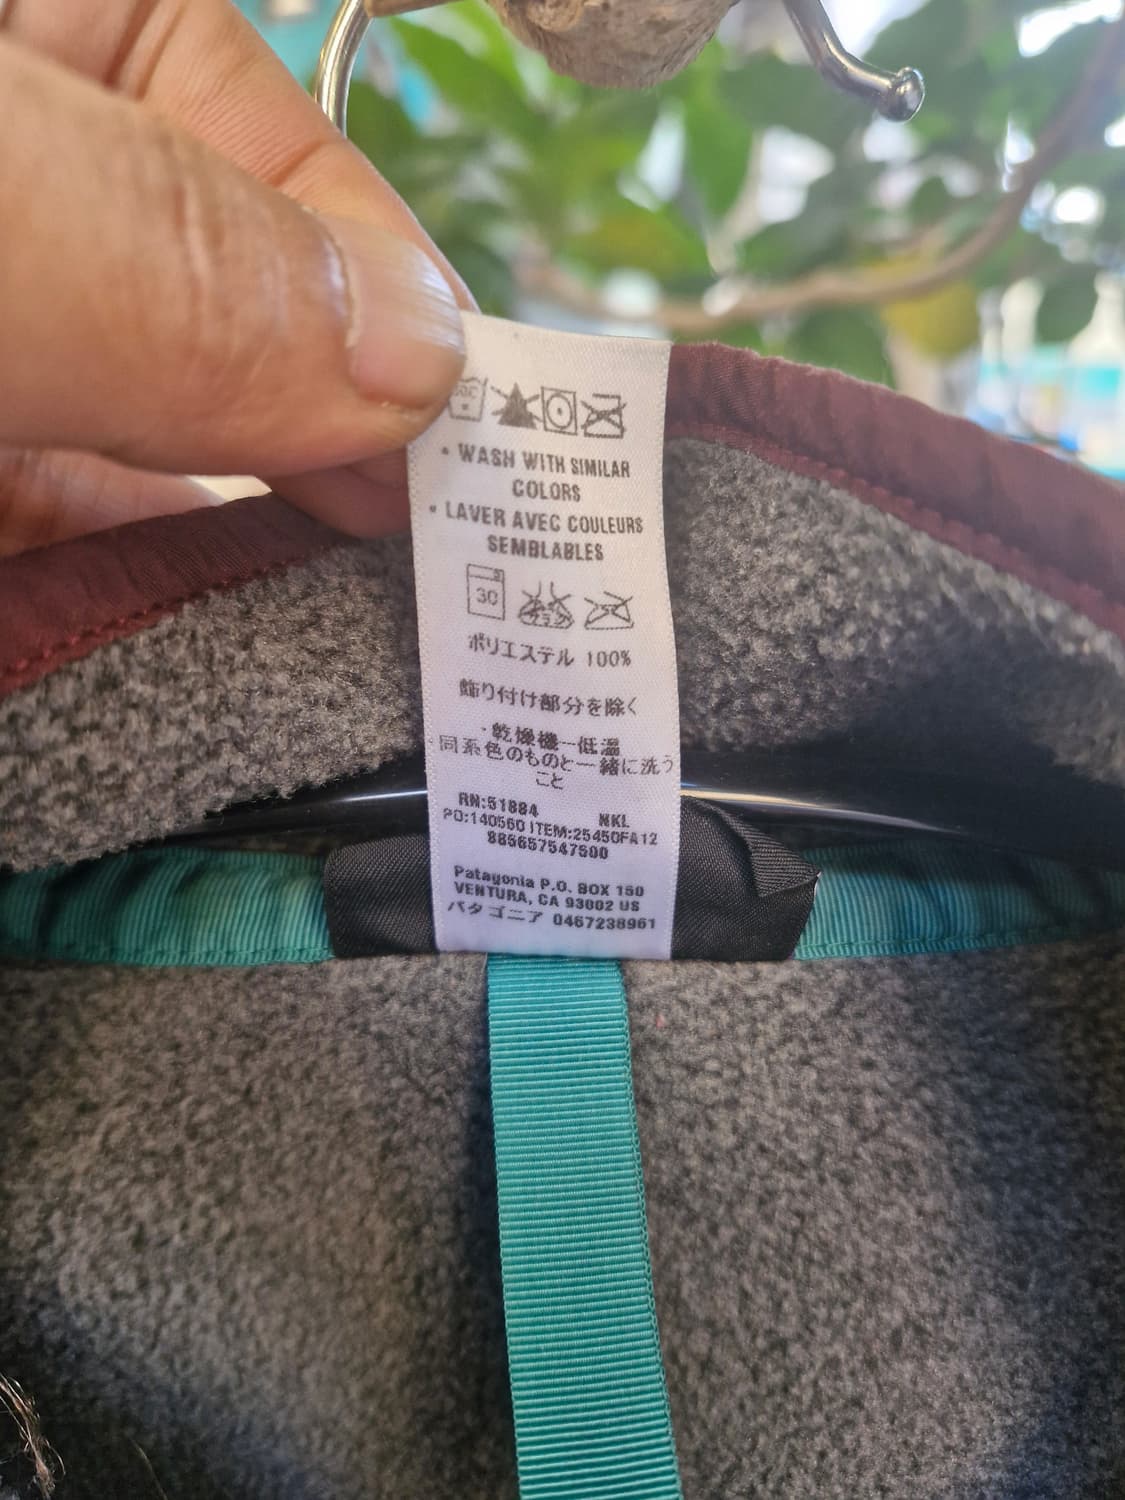 • WASH WITH SIMILAR
COLORS
• LAVER AVEC COULEURS
SEMBLABLES
30
ポリエステル 100%
飾り付け部分を除く
・乾燥機ー低温
・同系色のものと一緒に洗う
こと
RN:51884 NKL
PO:140560 ITEM:25450FA12
885657547500
Patagonia P.O. BOX 150
VENTURA, CA 93002 US
パタゴニア 0467238961